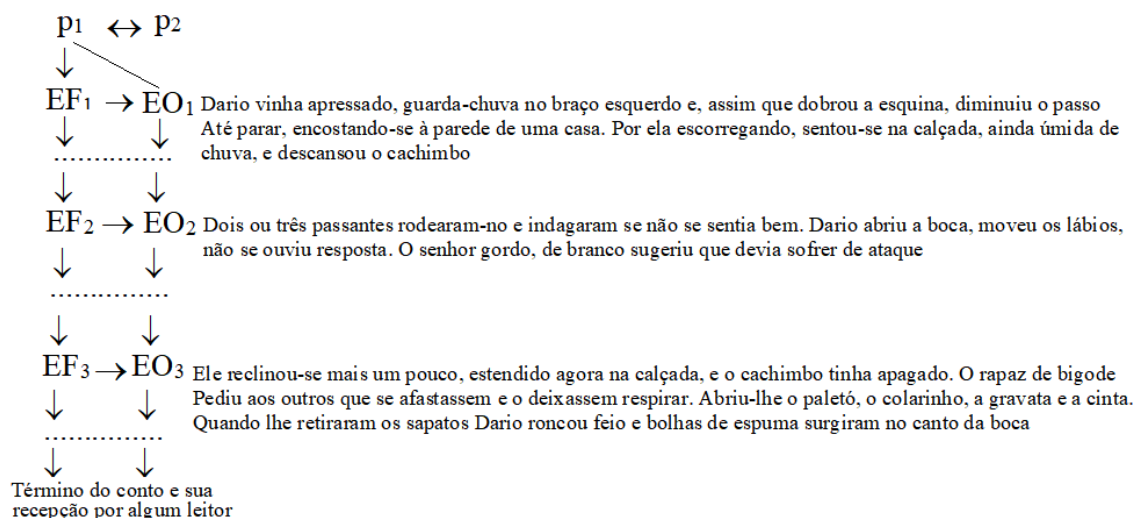 p1 ↔ p2
EF1 → EO1 Dario vinha apressado, guarda-chuva no braço esquerdo e, assim que dobrou a esquina, diminuiu o passo
Até parar, encostando-se à parede de uma casa. Por ela escorregando, sentou-se na calçada, ainda úmida de
chuva, e descansou o cachimbo
EF2 → EO2 Dois ou três passantes rodearam-no e indagaram se não se sentia bem. Dario abriu a boca, moveu os lábios,
não se ouviu resposta. O senhor gordo, de branco sugeriu que devia sofrer de ataque
EF3 → EO3 Ele reclinou-se mais um pouco, estendido agora na calçada, e o cachimbo tinha apagado. O rapaz de bigode
Pediu aos outros que se afastassem e o deixassem respirar. Abriu-lhe o paletó, o colarinho, a gravata e a cinta.
Quando lhe retiraram os sapatos Dario roncou feio e bolhas de espuma surgiram no canto da boca
Término do conto e sua
recepção por algum leitor